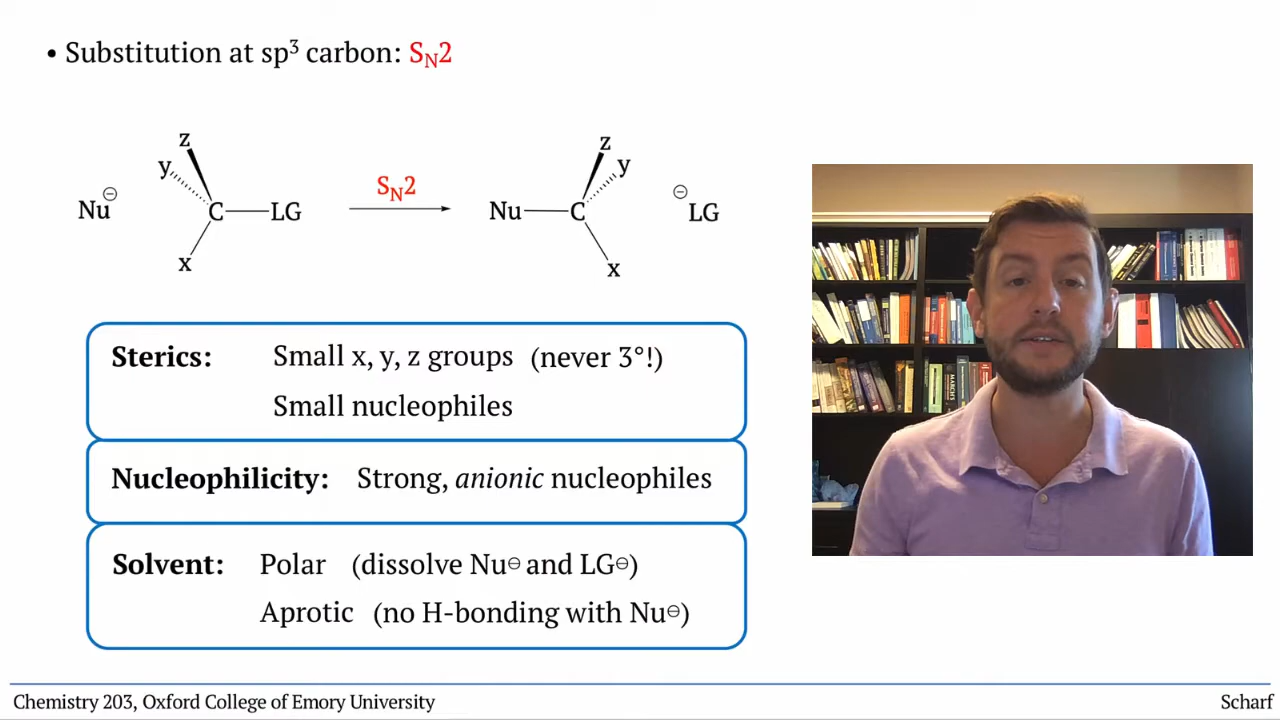 • Substitution at sp³ carbon: S_N2
z
y
Nu⊖
C
LG
x
S_N2
z
y
Nu
C
⊖LG
x
Sterics: Small x, y, z groups (never 3°!)
Small nucleophiles
Nucleophilicity: Strong, anionic nucleophiles
Solvent: Polar (dissolve Nu⊖ and LG⊖)
Aprotic (no H-bonding with Nu⊖)
Chemistry 203, Oxford College of Emory University
Scharf
MARCH'S